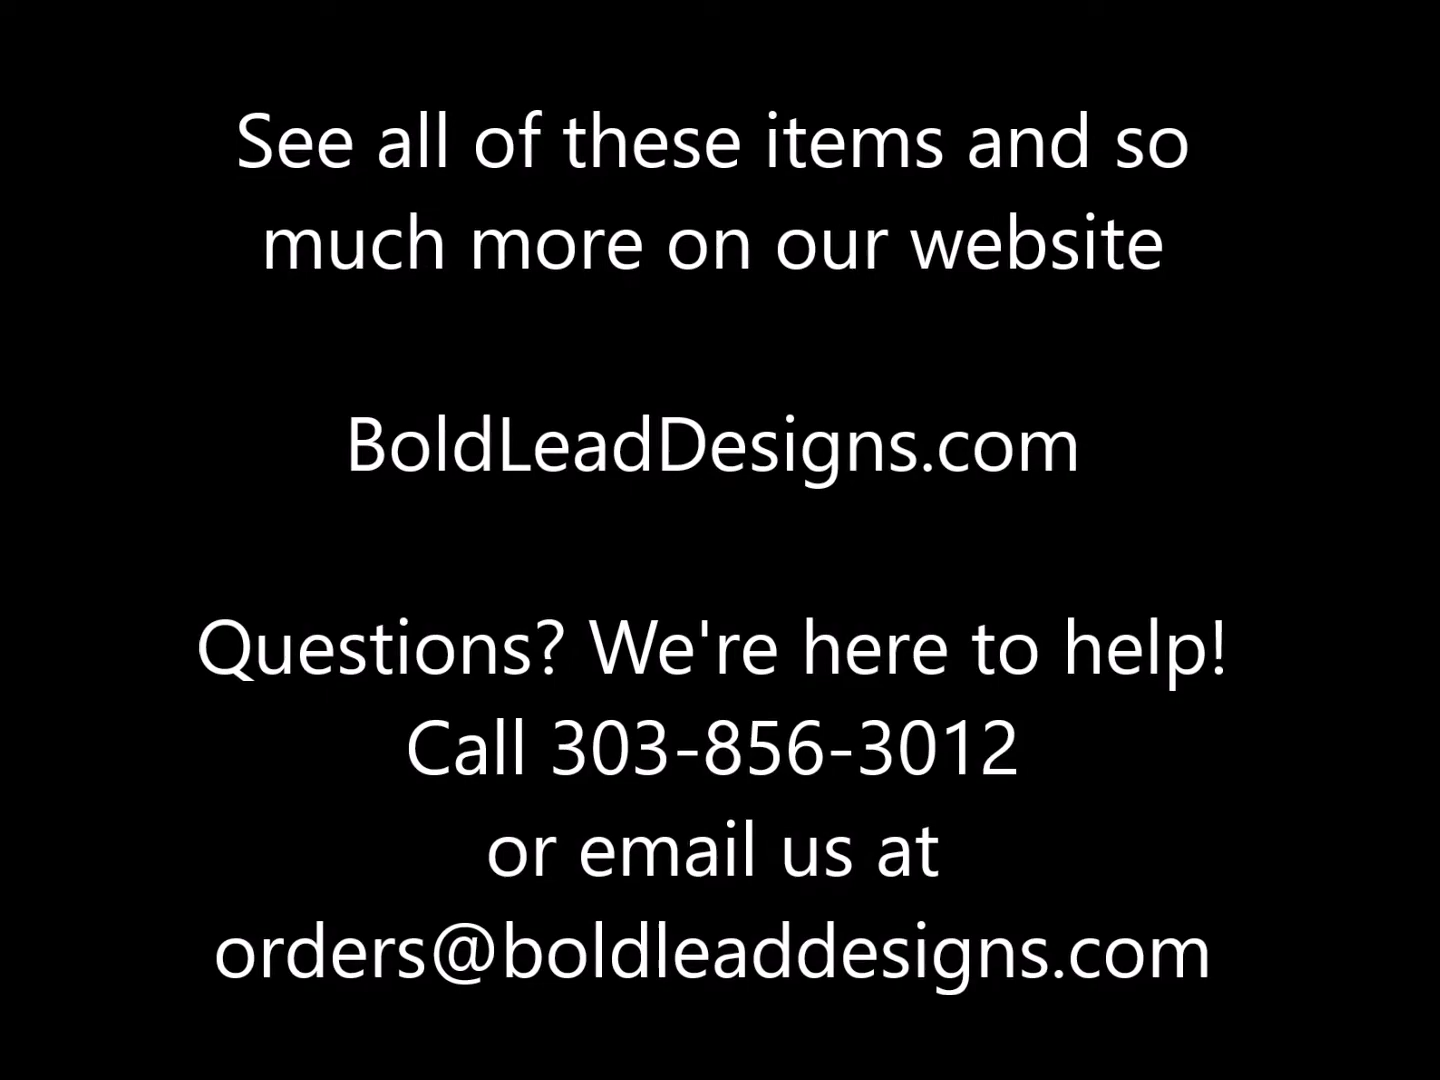 See all of these items and so
much more on our website
BoldLeadDesigns.com
Questions? We're here to help!
Call 303-856-3012
or email us at
orders@boldleaddesigns.com